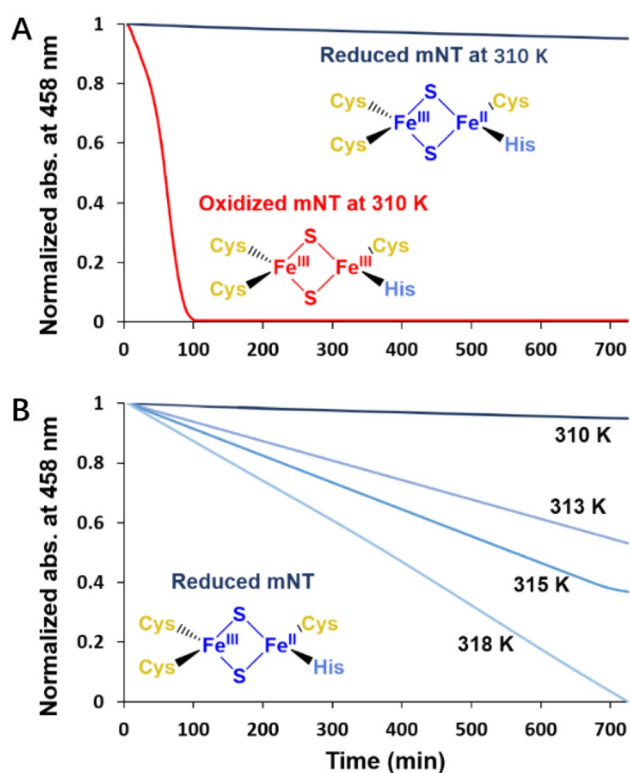 A
Normalized abs. at 458 nm
1
0.8
0.6
0.4
0.2
0
Reduced mNT at 310 K
Cys
Cys
S
Fe^III
Fe^II
S
Cys
His
Oxidized mNT at 310 K
Cys
Cys
S
Fe^III
Fe^III
S
Cys
His
0 100 200 300 400 500 600 700
B
Normalized abs. at 458 nm
1
0.8
0.6
0.4
0.2
0
310 K
313 K
315 K
318 K
Reduced mNT
Cys
Cys
S
Fe^III
Fe^II
S
Cys
His
0 100 200 300 400 500 600 700
Time (min)